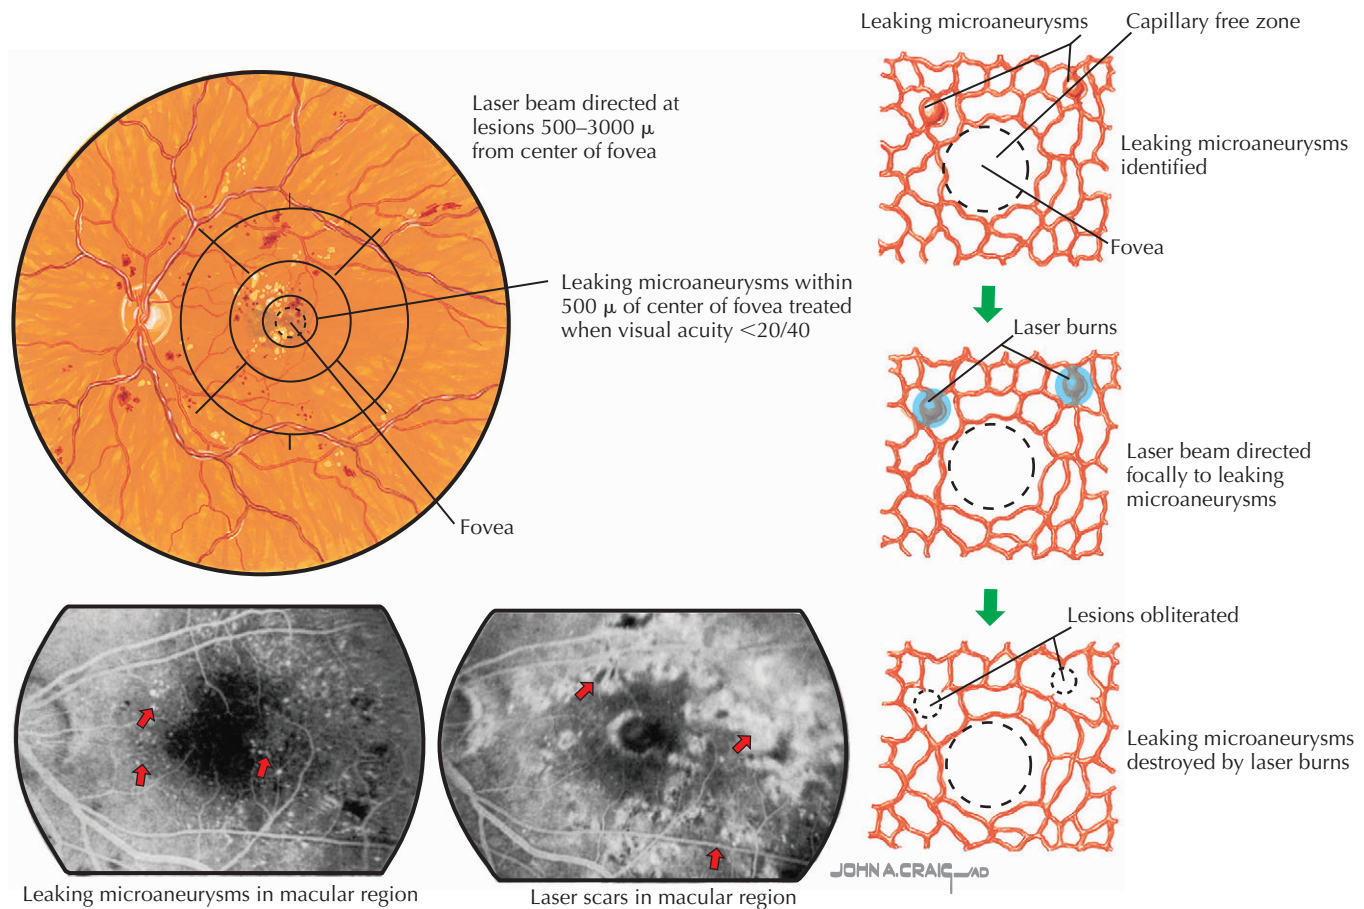 Leaking microaneurysms
Capillary free zone
Laser beam directed at
lesions 500–3000 μ
from center of fovea
Leaking microaneurysms
identified
Fovea
Leaking microaneurysms within
500 μ of center of fovea treated
when visual acuity <20/40
Laser burns
Laser beam directed
focally to leaking
microaneurysms
Fovea
Lesions obliterated
Leaking microaneurysms
destroyed by laser burns
JOHN A. CRAIG AD
Leaking microaneurysms in macular region
Laser scars in macular region